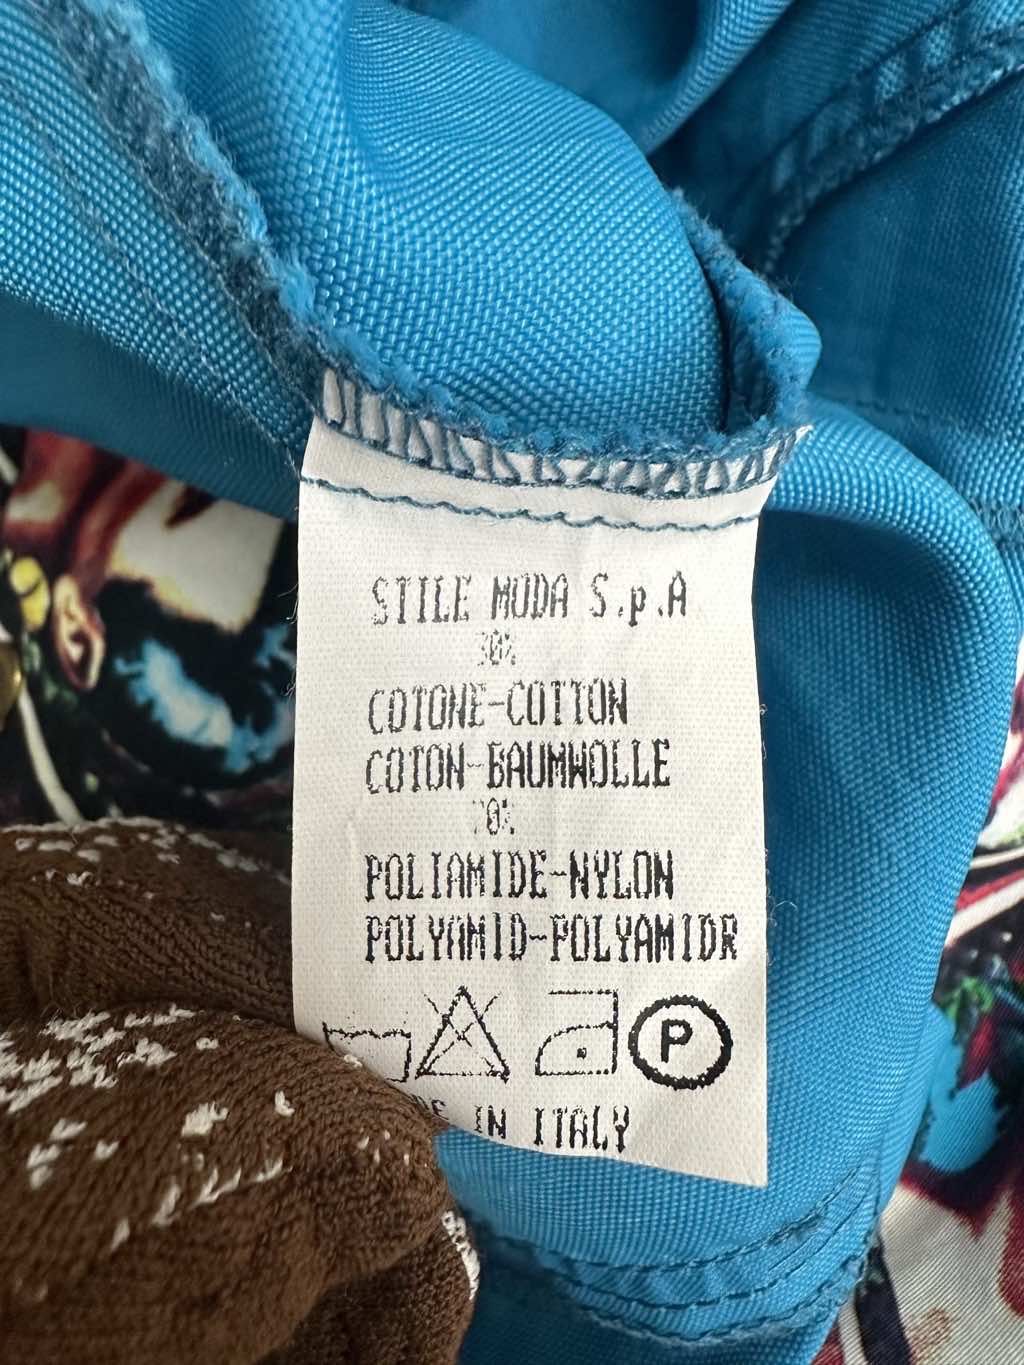 STILE MODA S.p.A
30%
COTONE-COTTON
COTON-BAUMWOLLE
70%
POLIAMIDE-NYLON
POLYAMID-POLYAMIDR
P
IN ITALY